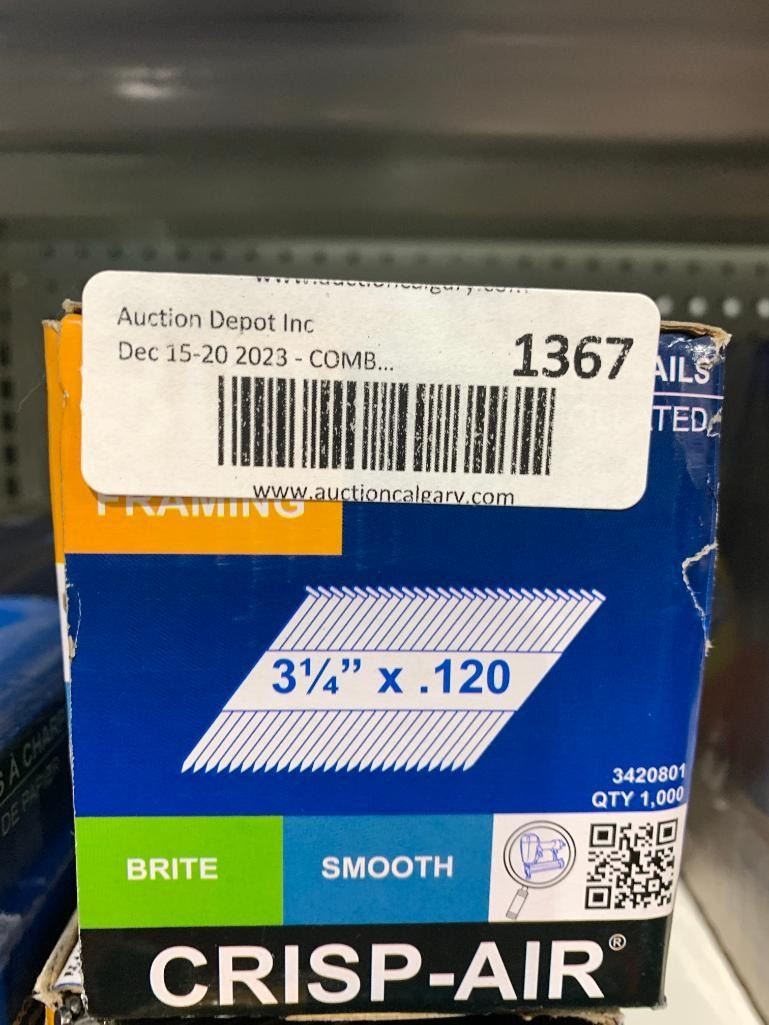 Auction Depot Inc
Dec 15-20 2023 - COMB...
1367
www.auctioncalgary.com
FRAMING
3¼” x .120
3420801
QTY 1,000
BRITE
SMOOTH
CRISP-AIR®